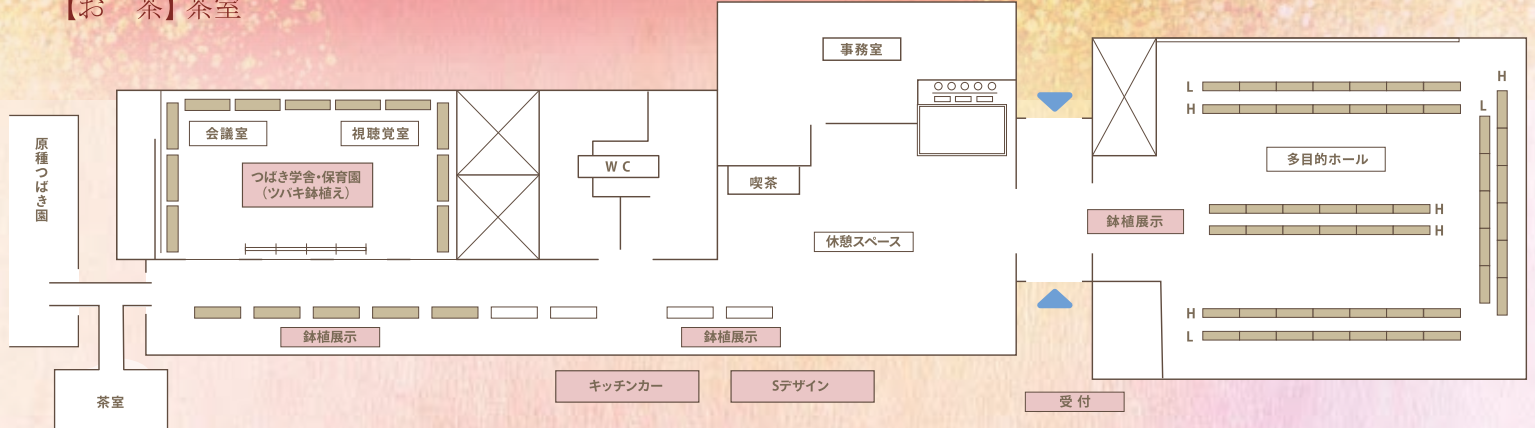 【お　茶】茶室
事務室
会議室
視聴覚室
つばき学舎・保育園
（ツバキ鉢植え）
原種つばき園
WC
喫茶
休憩スペース
鉢植展示
鉢植展示
鉢植展示
多目的ホール
L
H
H
L
H
H
H
L
キッチンカー
Sデザイン
受付
茶室